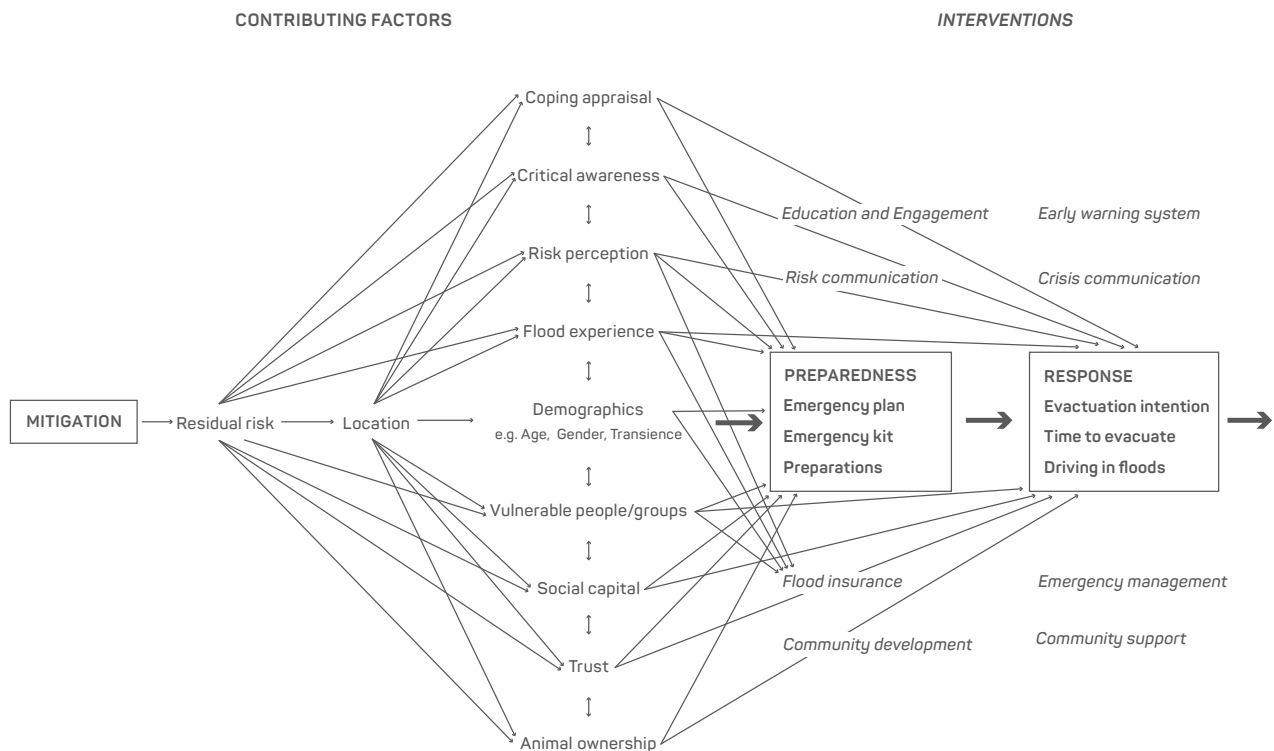 CONTRIBUTING FACTORS
INTERVENTIONS
Coping appraisal
Critical awareness
Education and Engagement
Early warning system
Risk perception
Risk communication
Crisis communication
Flood experience
MITIGATION
Residual risk
Location
Demographics
e.g. Age, Gender, Transience
PREPAREDNESS
Emergency plan
Emergency kit
Preparations
RESPONSE
Evactuation intention
Time to evacuate
Driving in floods
Vulnerable people/groups
Social capital
Flood insurance
Emergency management
Trust
Community development
Community support
Animal ownership